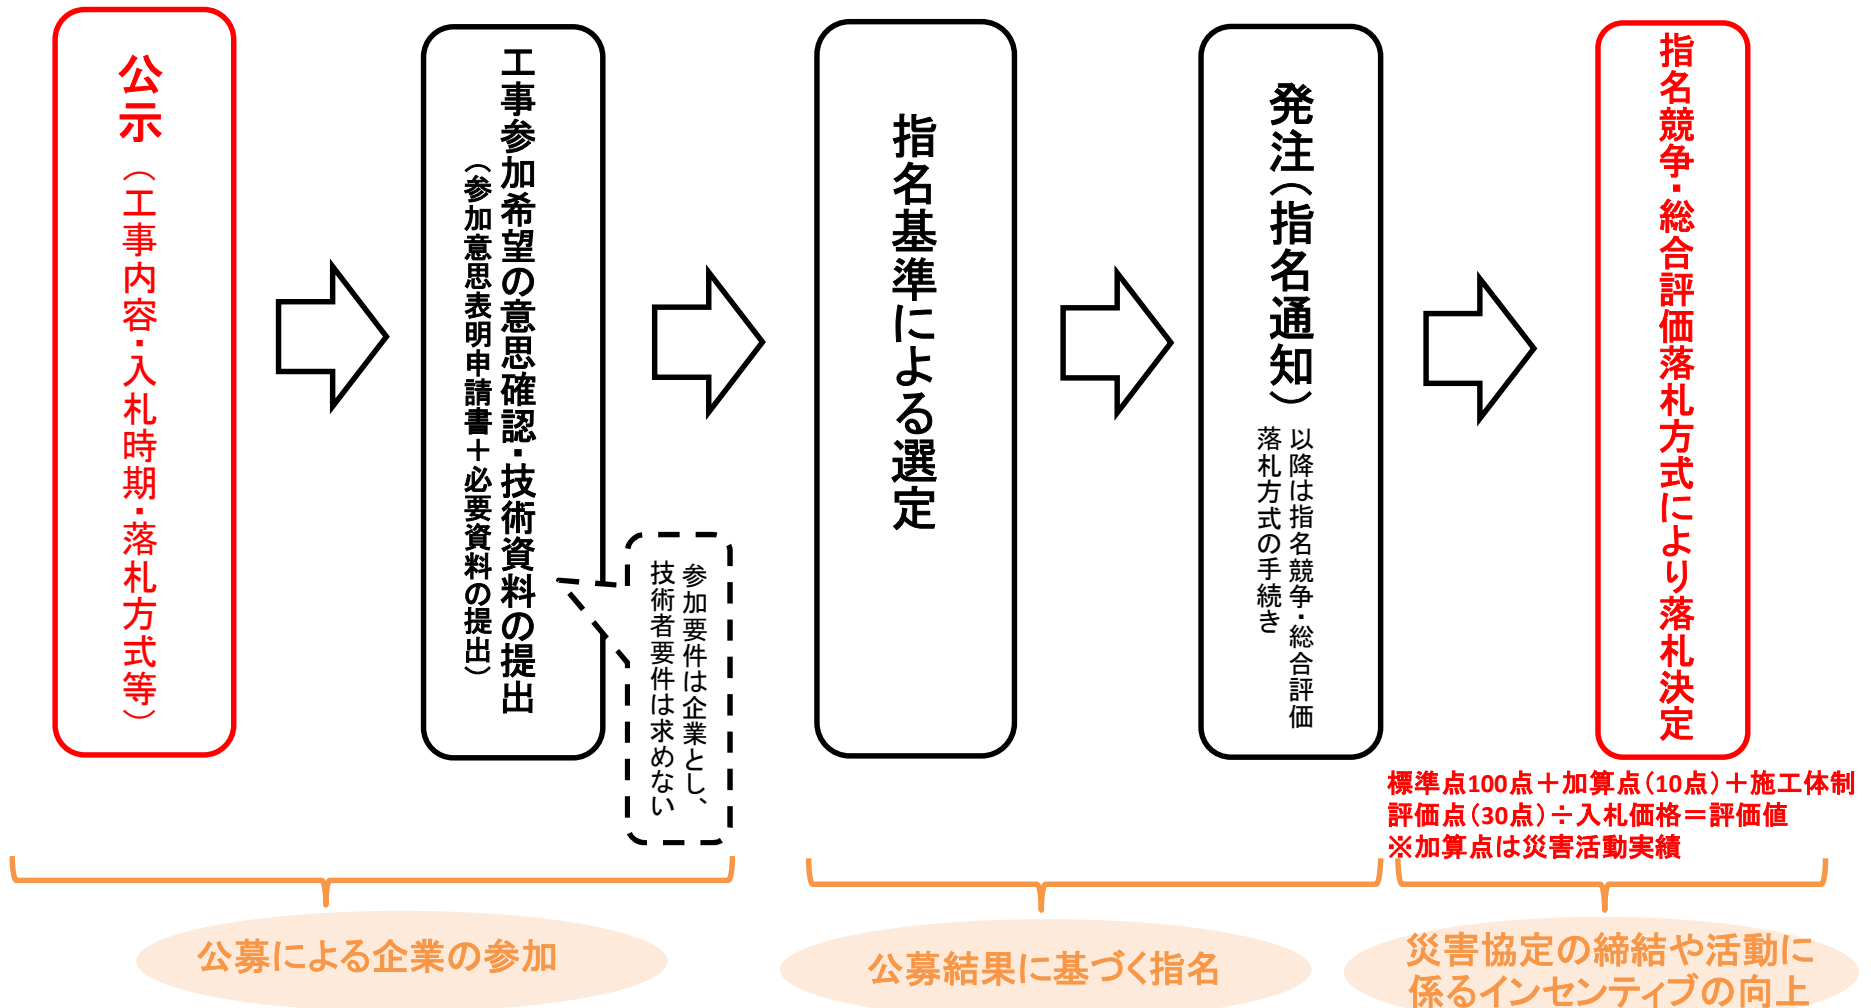 公示（工事内容・入札時期・落札方式等）
工事参加希望の意思確認・技術資料の提出
（参加意思表明申請書＋必要資料の提出）
参加要件は企業とし、
技術者要件は求めない
指名基準による選定
発注（指名通知）
以降は指名競争・総合評価
落札方式の手続き
指名競争・総合評価落札方式により落札決定
標準点100点＋加算点（10点）＋施工体制
評価点（30点）÷入札価格＝評価値
※加算点は災害活動実績
公募による企業の参加
公募結果に基づく指名
災害協定の締結や活動に
係るインセンティブの向上